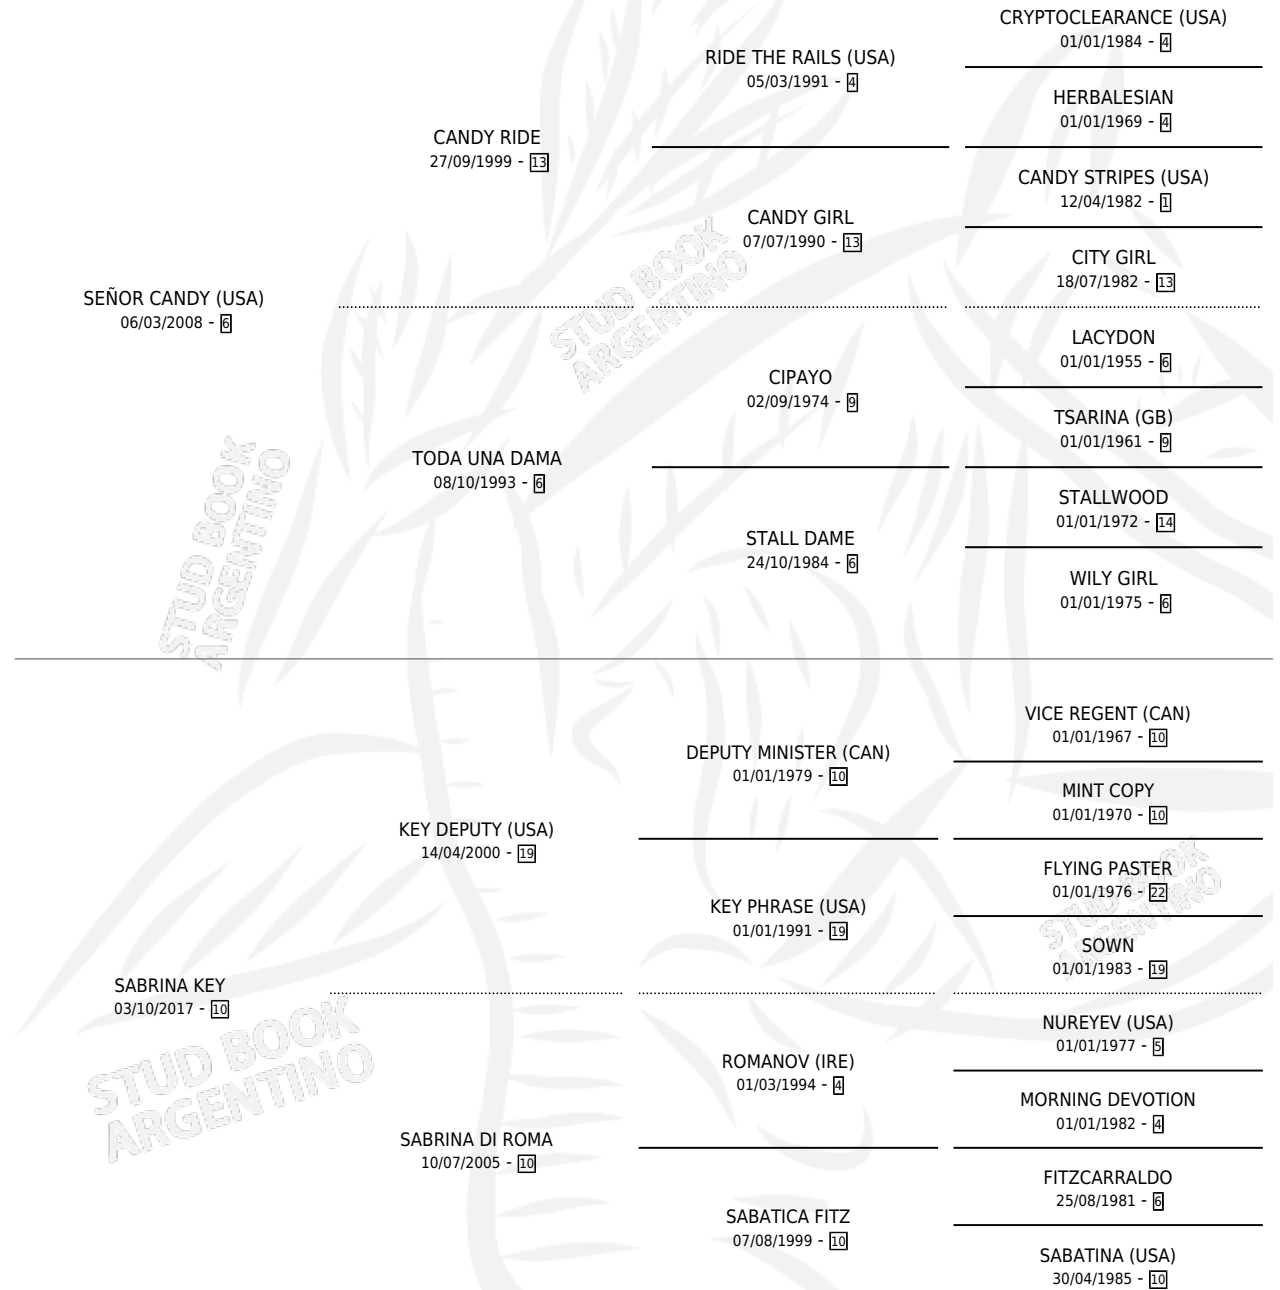 CRYPTOCLEARANCE (USA)
01/01/1984 - 4
RIDE THE RAILS (USA)
05/03/1991 - 4
HERBALESIAN
01/01/1969 - 4
CANDY RIDE
27/09/1999 - 13
CANDY STRIPES (USA)
12/04/1982 - 1
CANDY GIRL
07/07/1990 - 13
CITY GIRL
18/07/1982 - 13
SEÑOR CANDY (USA)
06/03/2008 - 6
LACYDON
01/01/1955 - 6
CIPAYO
02/09/1974 - 9
TSARINA (GB)
01/01/1961 - 9
TODA UNA DAMA
08/10/1993 - 6
STALLWOOD
01/01/1972 - 14
STALL DAME
24/10/1984 - 6
WILY GIRL
01/01/1975 - 6
VICE REGENT (CAN)
01/01/1967 - 10
DEPUTY MINISTER (CAN)
01/01/1979 - 10
MINT COPY
01/01/1970 - 10
KEY DEPUTY (USA)
14/04/2000 - 19
FLYING PASTER
01/01/1976 - 22
KEY PHRASE (USA)
01/01/1991 - 19
SOWN
01/01/1983 - 19
SABRINA KEY
03/10/2017 - 10
NUREYEV (USA)
01/01/1977 - 5
ROMANOV (IRE)
01/03/1994 - 4
MORNING DEVOTION
01/01/1982 - 4
SABRINA DI ROMA
10/07/2005 - 10
FITZCARRALDO
25/08/1981 - 6
SABATICA FITZ
07/08/1999 - 10
SABATINA (USA)
30/04/1985 - 10
STUD BOOK
ARGENTINO
STUD BOOK
ARGENTINO
STUD BOOK
ARGENTINO
STUD BOOK
ARGENTINO